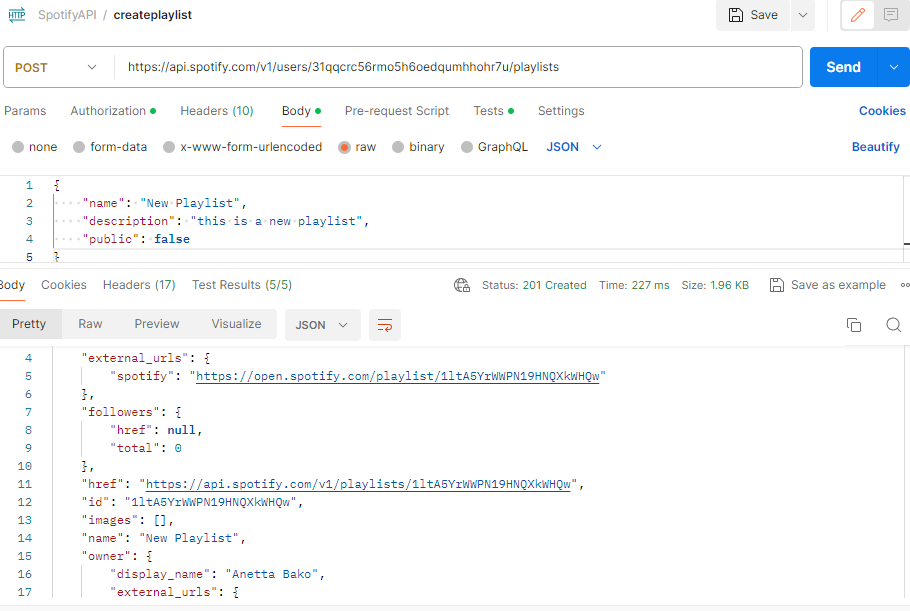 HTTP SpotifyAPI / createplaylist Save
POST https://api.spotify.com/v1/users/31qqcrc56rmo5h6oedqumhhohr7u/playlists Send
Params Authorization Headers (10) Body Pre-request Script Tests Settings Cookies
none form-data x-www-form-urlencoded raw binary GraphQL JSON Beautify
1 {
2 "name": "New Playlist",
3 "description": "this is a new playlist",
4 "public": false
5 }
Body Cookies Headers (17) Test Results (5/5) Status: 201 Created Time: 227 ms Size: 1.96 KB Save as example
Pretty Raw Preview Visualize JSON
4 "external_urls": {
5 "spotify": "https://open.spotify.com/playlist/1ltA5YrWWPN19HNQXkWHQw"
6 },
7 "followers": {
8 "href": null,
9 "total": 0
10 },
11 "href": "https://api.spotify.com/v1/playlists/1ltA5YrWWPN19HNQXkWHQw",
12 "id": "1ltA5YrWWPN19HNQXkWHQw",
13 "images": [],
14 "name": "New Playlist",
15 "owner": {
16 "display_name": "Anetta Bako",
17 "external_urls": {